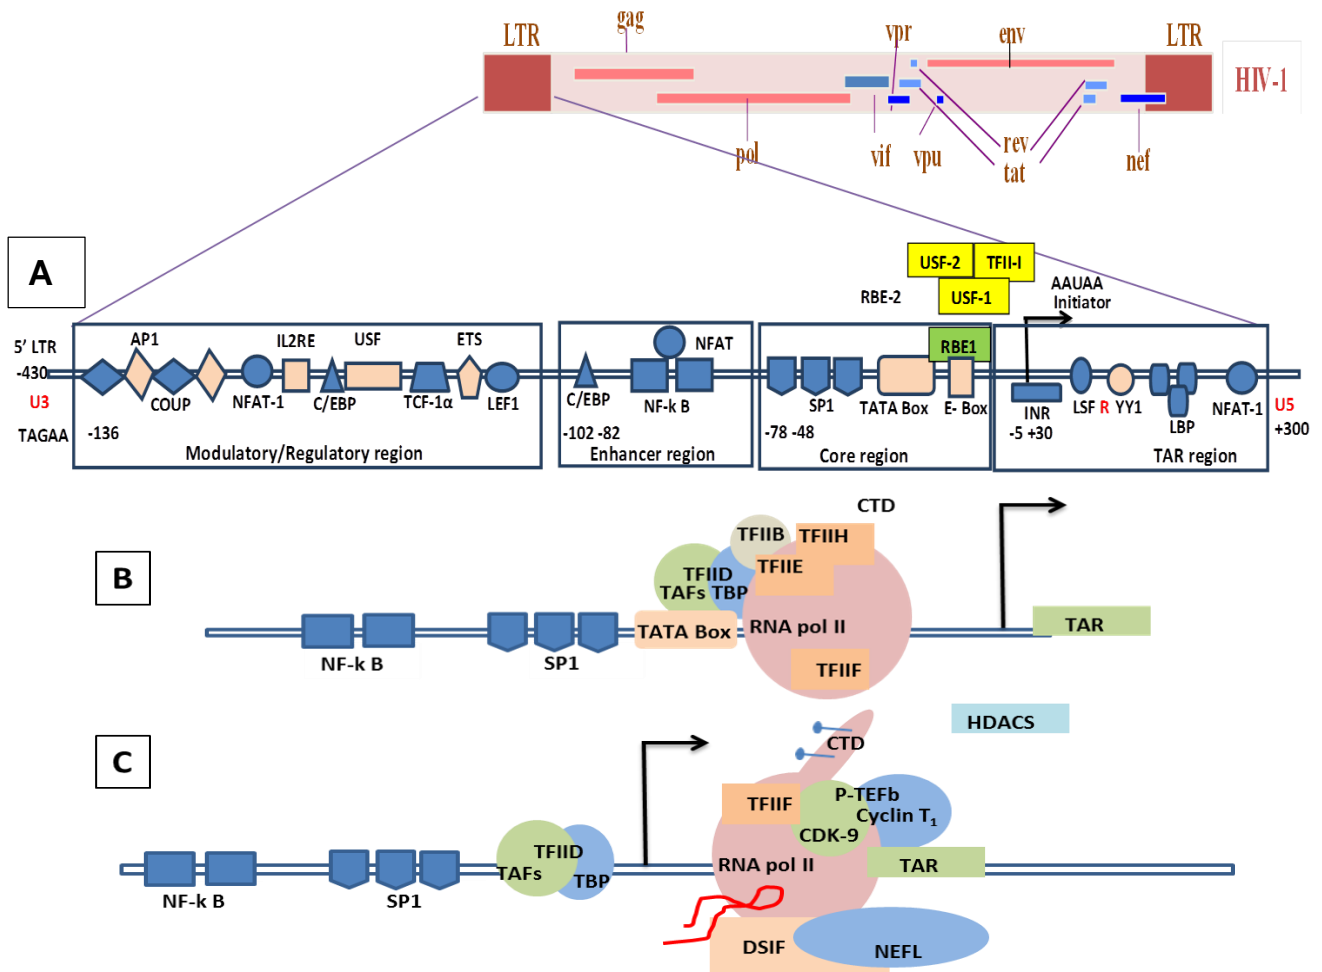 gag
LTR
vpr
env
LTR
HIV-1
pol
vif
vpu
rev
tat
nef
A
USF-2
TFII-I
RBE-2
USF-1
AAUAA
Initiator
5' LTR
-430
U3
TAGAA
AP1
IL2RE
USF
ETS
COUP
NFAT-1
C/EBP
TCF-1α
LEF1
-136
Modulatory/Regulatory region
NFAT
C/EBP
NF-k B
-102 -82
Enhancer region
RBE1
SP1
TATA Box
E- Box
-78 -48
Core region
INR
-5 +30
LSF
R
YY1
LBP
NFAT-1
TAR region
U5
+300
B
CTD
TFIIB
TFIIH
TFIID
TFIIE
TAFs
TBP
TATA Box
RNA pol II
TFIIF
NF-k B
SP1
TAR
C
HDACS
CTD
TFIIF
P-TEFb
Cyclin T1
CDK-9
TFIID
TAFs
TBP
RNA pol II
TAR
NF-k B
SP1
DSIF
NEFL